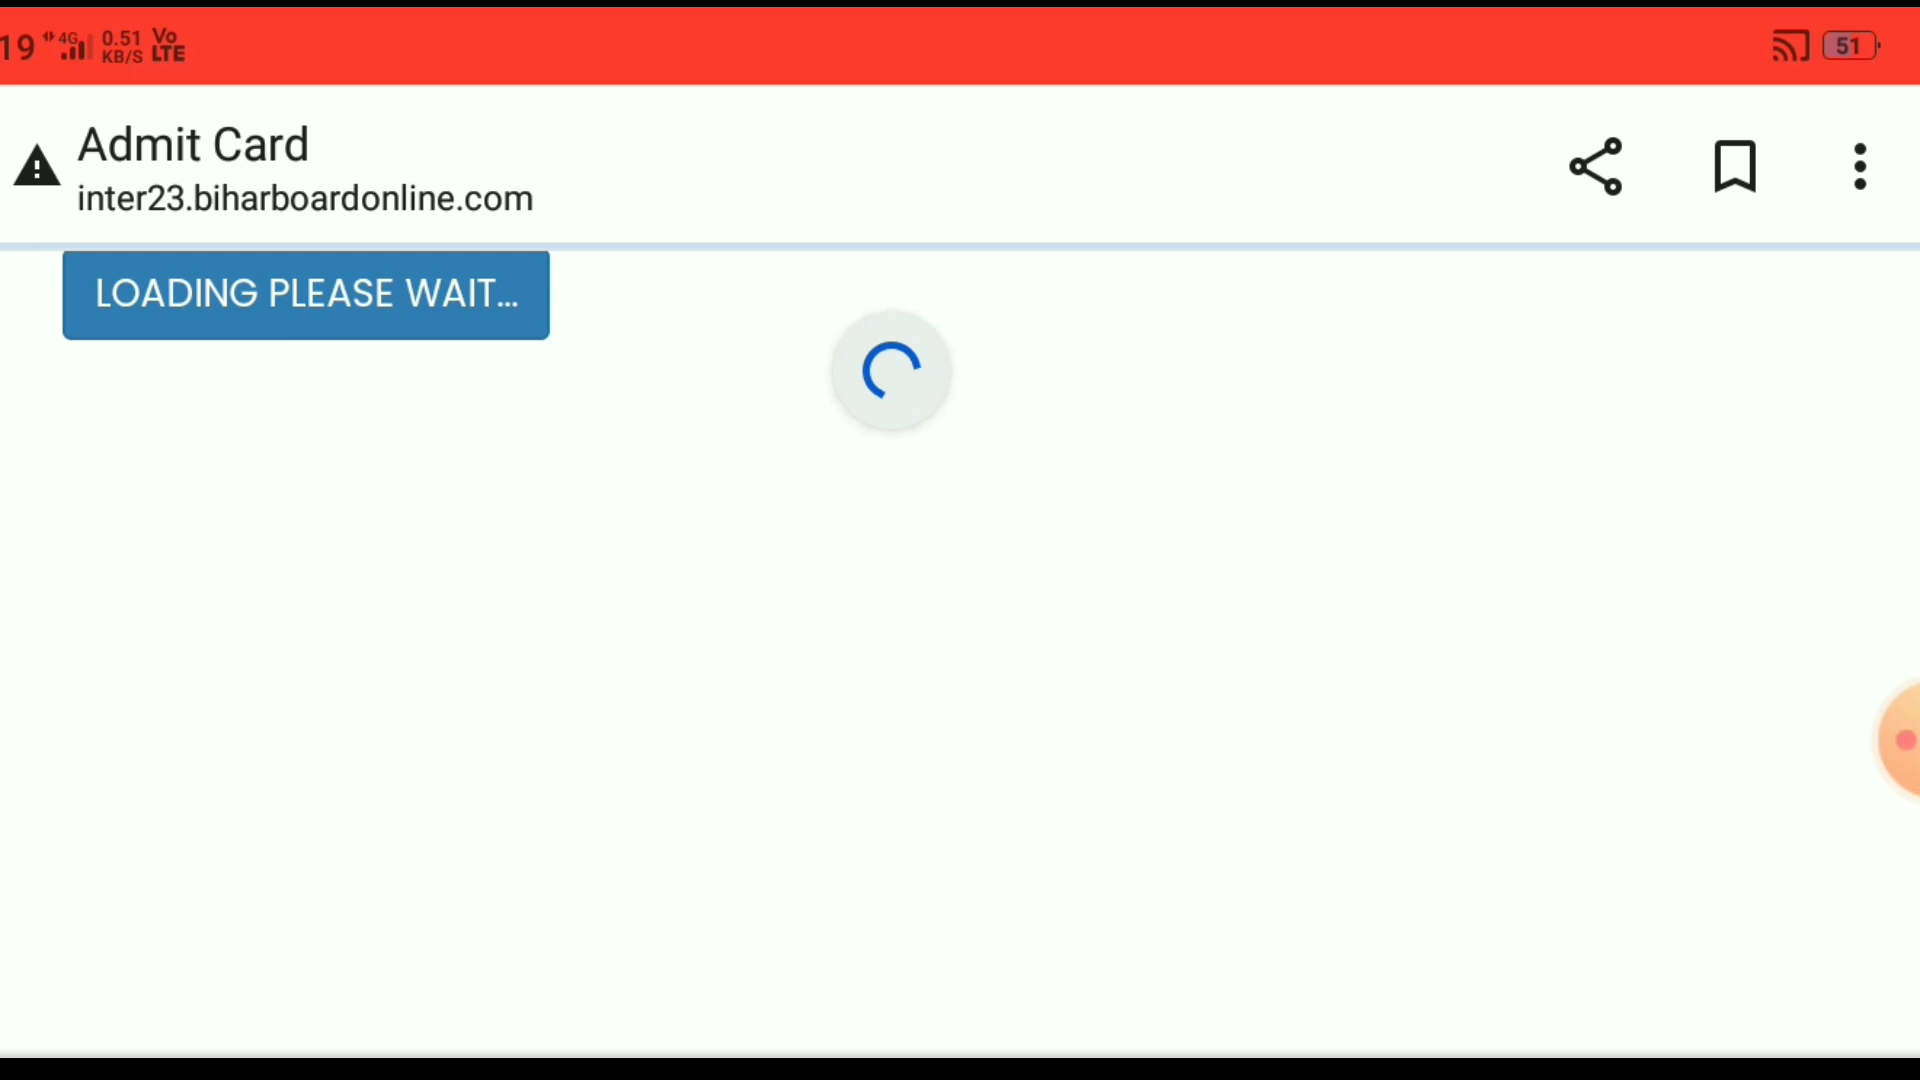 19 4G 0.51 KB/S Vo LTE 51
Admit Card
inter23.biharboardonline.com
LOADING PLEASE WAIT...